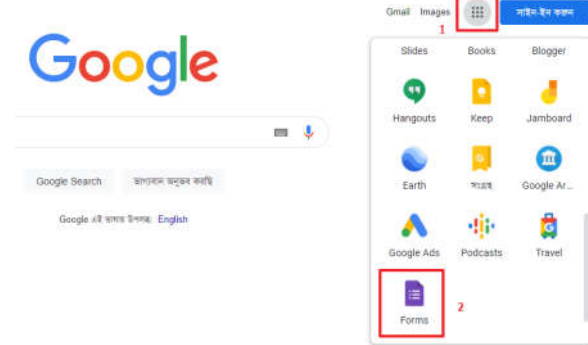 Gmail Images সাইন-ইন করুন
1
Google
Slides Books Blogger
Hangouts Keep Jamboard
Google Search ভাগ্যবান অনুভব করছি
Earth সংগ্রহ Google Ar...
Google এই ভাষায় উপলব্ধ: English
Google Ads Podcasts Travel
2
Forms